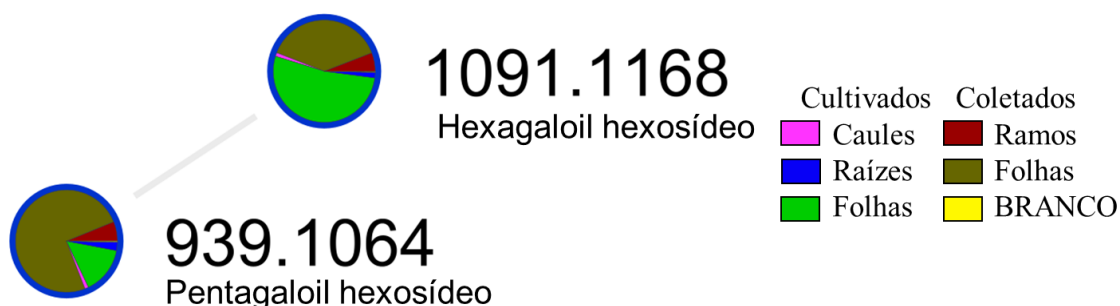 1091.1168
Hexagaloil hexosídeo
939.1064
Pentagaloil hexosídeo
Cultivados Coletados
Caules Ramos
Raízes Folhas
Folhas BRANCO